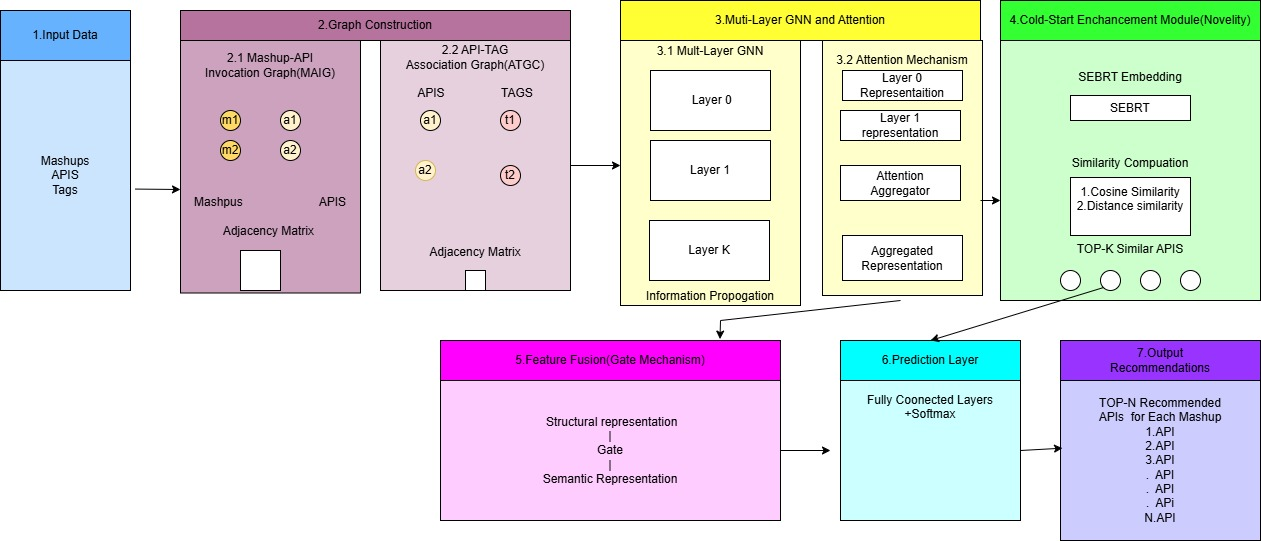 1.Input Data
Mashups
APIS
Tags
2.Graph Construction
2.1 Mashup-API
Invocation Graph(MAIG)
m1
a1
m2
a2
Mashpus
APIS
Adjacency Matrix
2.2 API-TAG
Association Graph(ATGC)
APIS
TAGS
a1
t1
a2
t2
Adjacency Matrix
3.Muti-Layer GNN and Attention
3.1 Mult-Layer GNN
Layer 0
Layer 1
Layer K
Information Propogation
3.2 Attention Mechanism
Layer 0
Representaition
Layer 1
representation
Attention
Aggregator
Aggregated
Representation
4.Cold-Start Enchancement Module(Novelity)
SEBRT Embedding
SEBRT
Similarity Compuation
1.Cosine Similarity
2.Distance similarity
TOP-K Similar APIS
5.Feature Fusion(Gate Mechanism)
Structural representation
|
Gate
|
Semantic Representation
6.Prediction Layer
Fully Coonected Layers
+Softmax
7.Output
Recommendations
TOP-N Recommended
APIs for Each Mashup
1.API
2.API
3.API
. API
. API
. APi
N.API